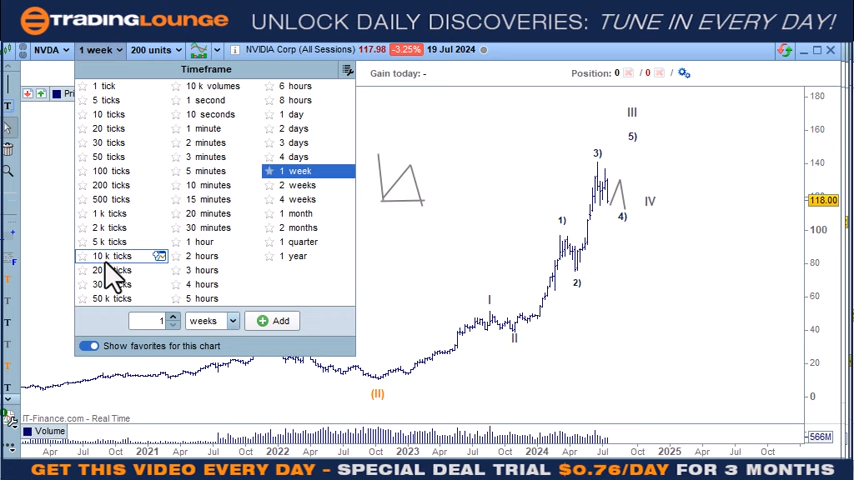 TRADINGLOUNGE UNLOCK DAILY DISCOVERIES: TUNE IN EVERY DAY!
NVDA 1 week 200 units NVIDIA Corp (All Sessions) 117.98 -3.25% 19 Jul 2024
Timeframe
Gain today: -
Position: 0 / 0
Pri
1 tick
5 ticks
10 ticks
20 ticks
30 ticks
50 ticks
100 ticks
200 ticks
500 ticks
1 k ticks
2 k ticks
5 k ticks
10 k ticks
20 ticks
30 ticks
50 k ticks
10 k volumes
1 second
10 seconds
1 minute
2 minutes
3 minutes
5 minutes
10 minutes
15 minutes
20 minutes
30 minutes
1 hour
2 hours
3 hours
4 hours
5 hours
6 hours
8 hours
1 day
2 days
3 days
4 days
1 week
2 weeks
4 weeks
1 month
2 months
1 quarter
1 year
1 weeks Add
Show favorites for this chart
III
5)
3)
IV
4)
1)
2)
I
II
(II)
180
160
140
118.00
100
80
60
40
20
0
IT-Finance.com - Real Time
Volume
566M
Apr Jul Oct 2021 Apr Jul Oct 2022 Apr Jul Oct 2023 Apr Jul Oct 2024 Apr Jul Oct 2025 Apr Jul Oct
GET THIS VIDEO EVERY DAY - SPECIAL DEAL TRIAL $0.76/DAY FOR 3 MONTHS